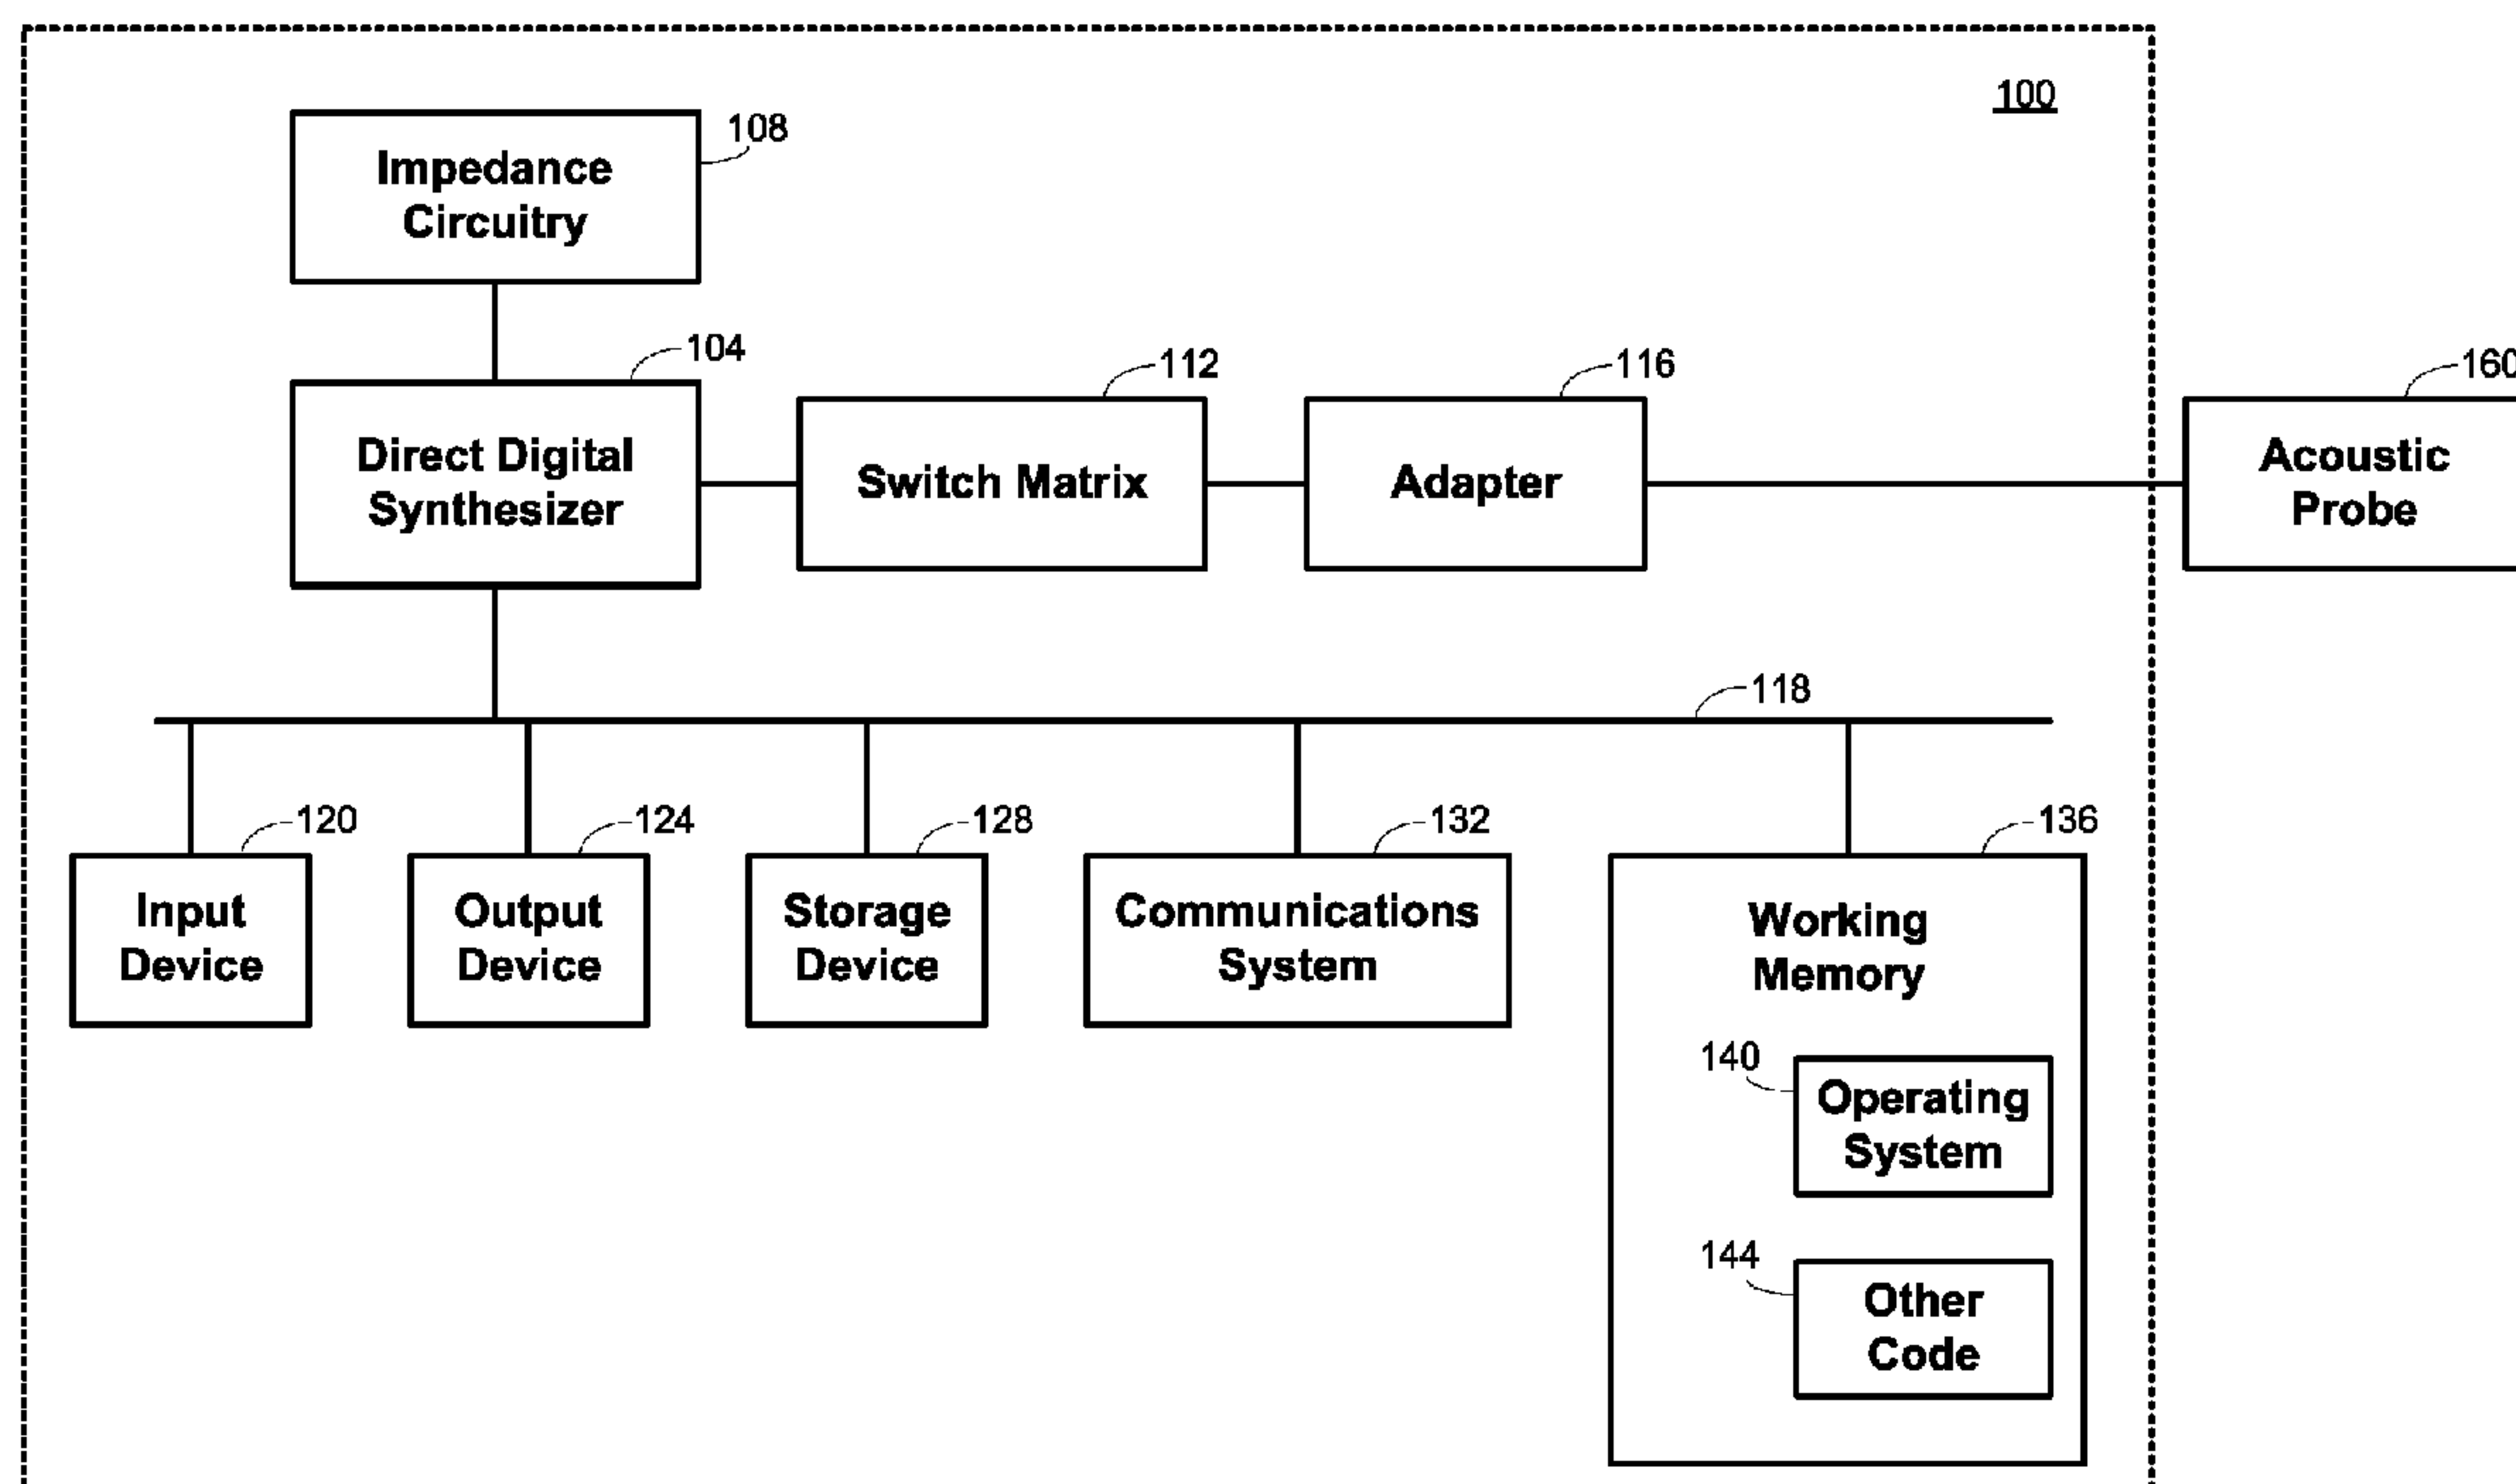 100
108
Impedance
Circuitry
104
112
116
160
Direct Digital
Synthesizer
Switch Matrix
Adapter
Acoustic
Probe
118
120
124
128
132
136
Input
Device
Output
Device
Storage
Device
Communications
System
Working
Memory
140
Operating
System
144
Other
Code